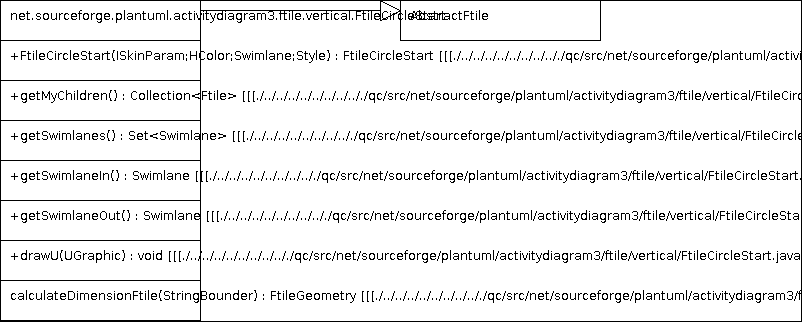 net.sourceforge.plantuml.activitydiagram3.ftile.vertical.FtileCircleStart
AbstractFtile
+FtileCircleStart(ISkinParam;HColor;Swimlane;Style) : FtileCircleStart [[[./../../../../../../../../../qc/src/net/sourceforge/plantuml/activi
+getMyChildren() : Collection<Ftile> [[[./../../../../../../../../../qc/src/net/sourceforge/plantuml/activitydiagram3/ftile/vertical/FtileCirc
+getSwimlanes() : Set<Swimlane> [[[./../../../../../../../../../qc/src/net/sourceforge/plantuml/activitydiagram3/ftile/vertical/FtileCircle
+getSwimlaneIn() : Swimlane [[[./../../../../../../../../../qc/src/net/sourceforge/plantuml/activitydiagram3/ftile/vertical/FtileCircleStart.
+getSwimlaneOut() : Swimlane [[[./../../../../../../../../../qc/src/net/sourceforge/plantuml/activitydiagram3/ftile/vertical/FtileCircleSta
+drawU(UGraphic) : void [[[./../../../../../../../../../qc/src/net/sourceforge/plantuml/activitydiagram3/ftile/vertical/FtileCircleStart.java
calculateDimensionFtile(StringBounder) : FtileGeometry [[[./../../../../../../../../../qc/src/net/sourceforge/plantuml/activitydiagram3/f